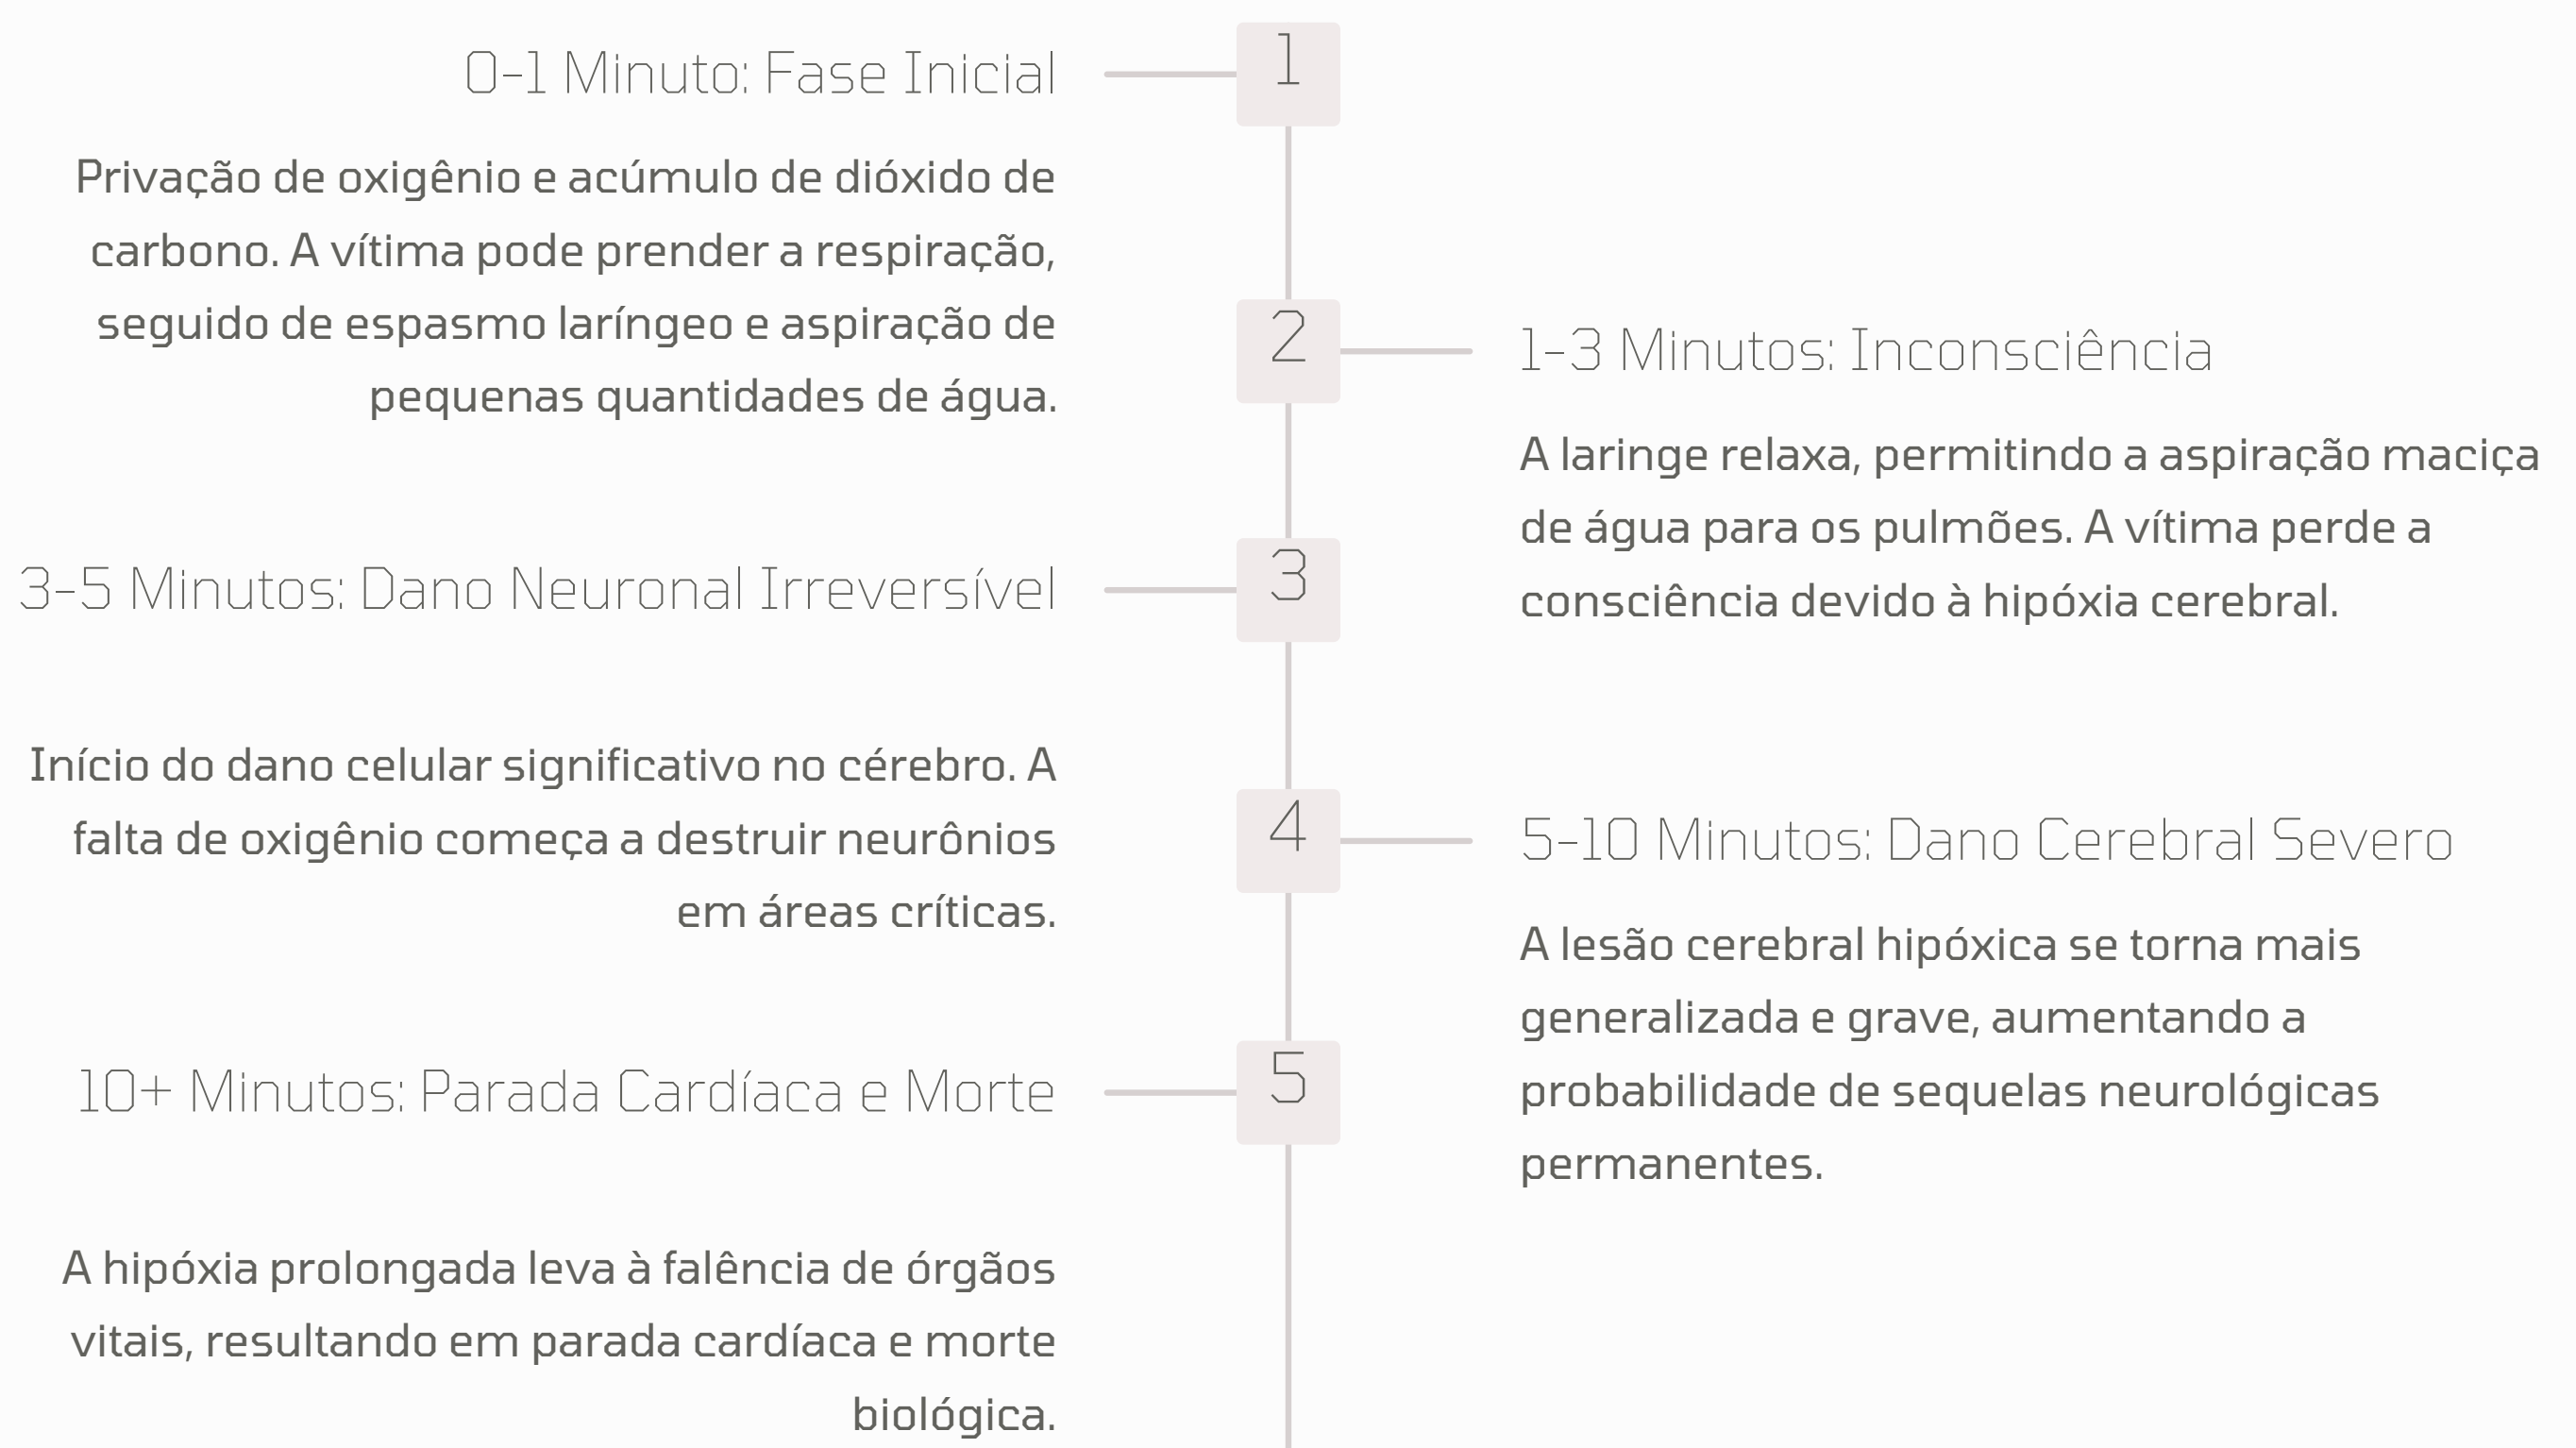 0-1 Minuto: Fase Inicial
1
Privação de oxigênio e acúmulo de dióxido de
carbono. A vítima pode prender a respiração,
seguido de espasmo laríngeo e aspiração de
pequenas quantidades de água.
2
1-3 Minutos: Inconsciência
A laringe relaxa, permitindo a aspiração maciça
de água para os pulmões. A vítima perde a
consciência devido à hipóxia cerebral.
3-5 Minutos: Dano Neuronal Irreversível
3
Início do dano celular significativo no cérebro. A
falta de oxigênio começa a destruir neurônios
em áreas críticas.
4
5-10 Minutos: Dano Cerebral Severo
A lesão cerebral hipóxica se torna mais
generalizada e grave, aumentando a
probabilidade de sequelas neurológicas
permanentes.
10+ Minutos: Parada Cardíaca e Morte
5
A hipóxia prolongada leva à falência de órgãos
vitais, resultando em parada cardíaca e morte
biológica.